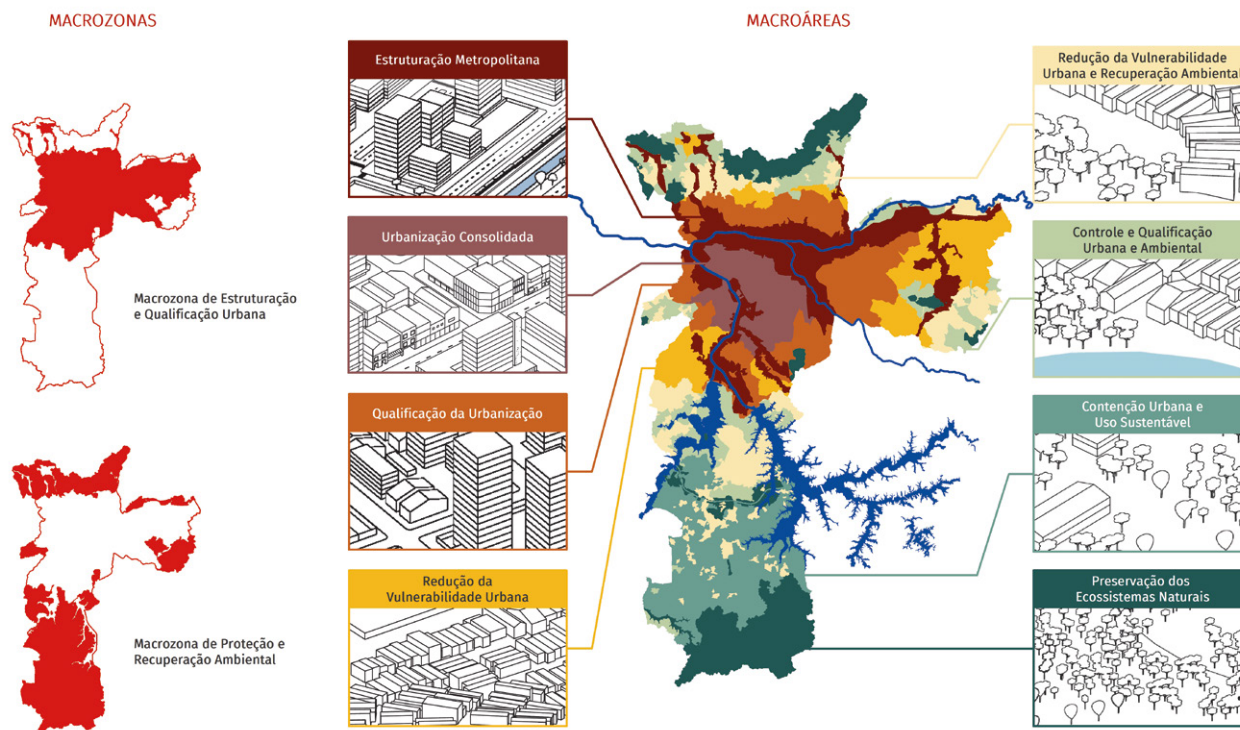 MACROZONAS
Macrozona de Estruturação
e Qualificação Urbana
Macrozona de Proteção e
Recuperação Ambiental
MACROÁREAS
Estruturação Metropolitana
Urbanização Consolidada
Qualificação da Urbanização
Redução da
Vulnerabilidade Urbana
Redução da Vulnerabilidade
Urbana e Recuperação Ambiental
Controle e Qualificação
Urbana e Ambiental
Contenção Urbana e
Uso Sustentável
Preservação dos
Ecossistemas Naturais